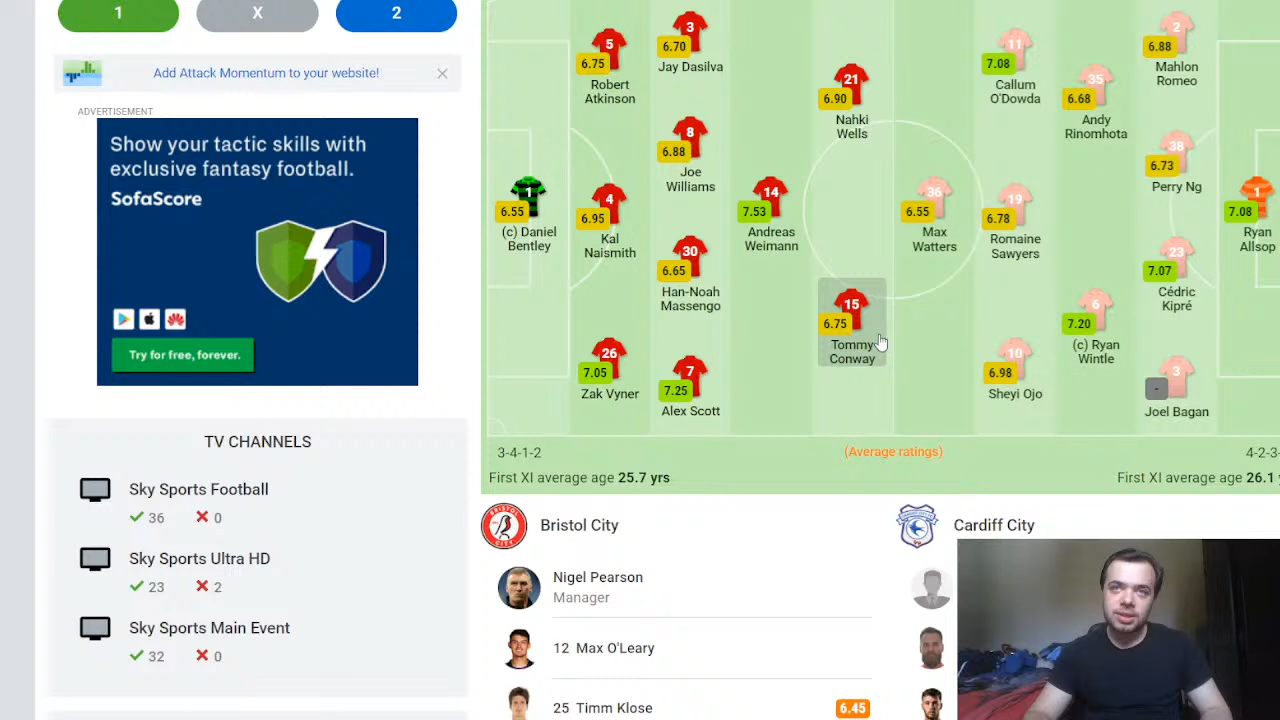 1
X
2
Add Attack Momentum to your website!
ADVERTISEMENT
Show your tactic skills with
exclusive fantasy football.
SofaScore
Try for free, forever.
TV CHANNELS
Sky Sports Football
36
0
Sky Sports Ultra HD
23
2
Sky Sports Main Event
32
0
1
6.55
(c) Daniel
Bentley
5
6.75
Robert
Atkinson
4
6.95
Kal
Naismith
26
7.05
Zak Vyner
3
6.70
Jay Dasilva
8
6.88
Joe
Williams
30
6.65
Han-Noah
Massengo
7
7.25
Alex Scott
14
7.53
Andreas
Weimann
21
6.90
Nahki
Wells
15
6.75
Tommy
Conway
36
6.55
Max
Watters
11
7.08
Callum
O'Dowda
19
6.78
Romaine
Sawyers
10
6.98
Sheyi Ojo
35
6.68
Andy
Rinomhota
6
7.20
(c) Ryan
Wintle
2
6.88
Mahlon
Romeo
38
6.73
Perry Ng
23
7.07
Cédric
Kipré
3
-
Joel Bagan
1
7.08
Ryan
Allsop
3-4-1-2
(Average ratings)
4-2-3-
First XI average age 25.7 yrs
First XI average age 26.1
Bristol City
Cardiff City
Nigel Pearson
Manager
12 Max O'Leary
25 Timm Klose
6.45